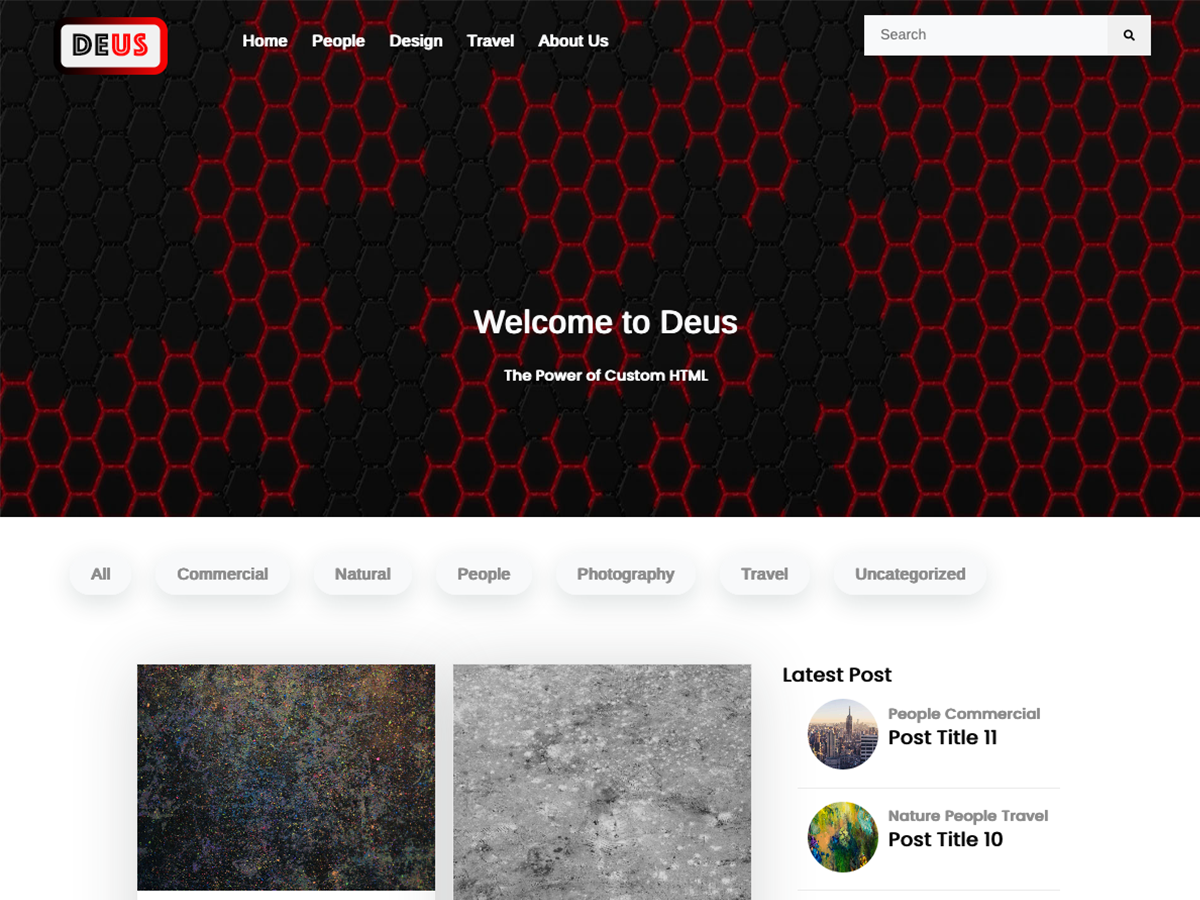 DEUS
Home People Design Travel About Us
Search
Welcome to Deus
The Power of Custom HTML
All Commercial Natural People Photography Travel Uncategorized
Latest Post
People Commercial
Post Title 11
Nature People Travel
Post Title 10